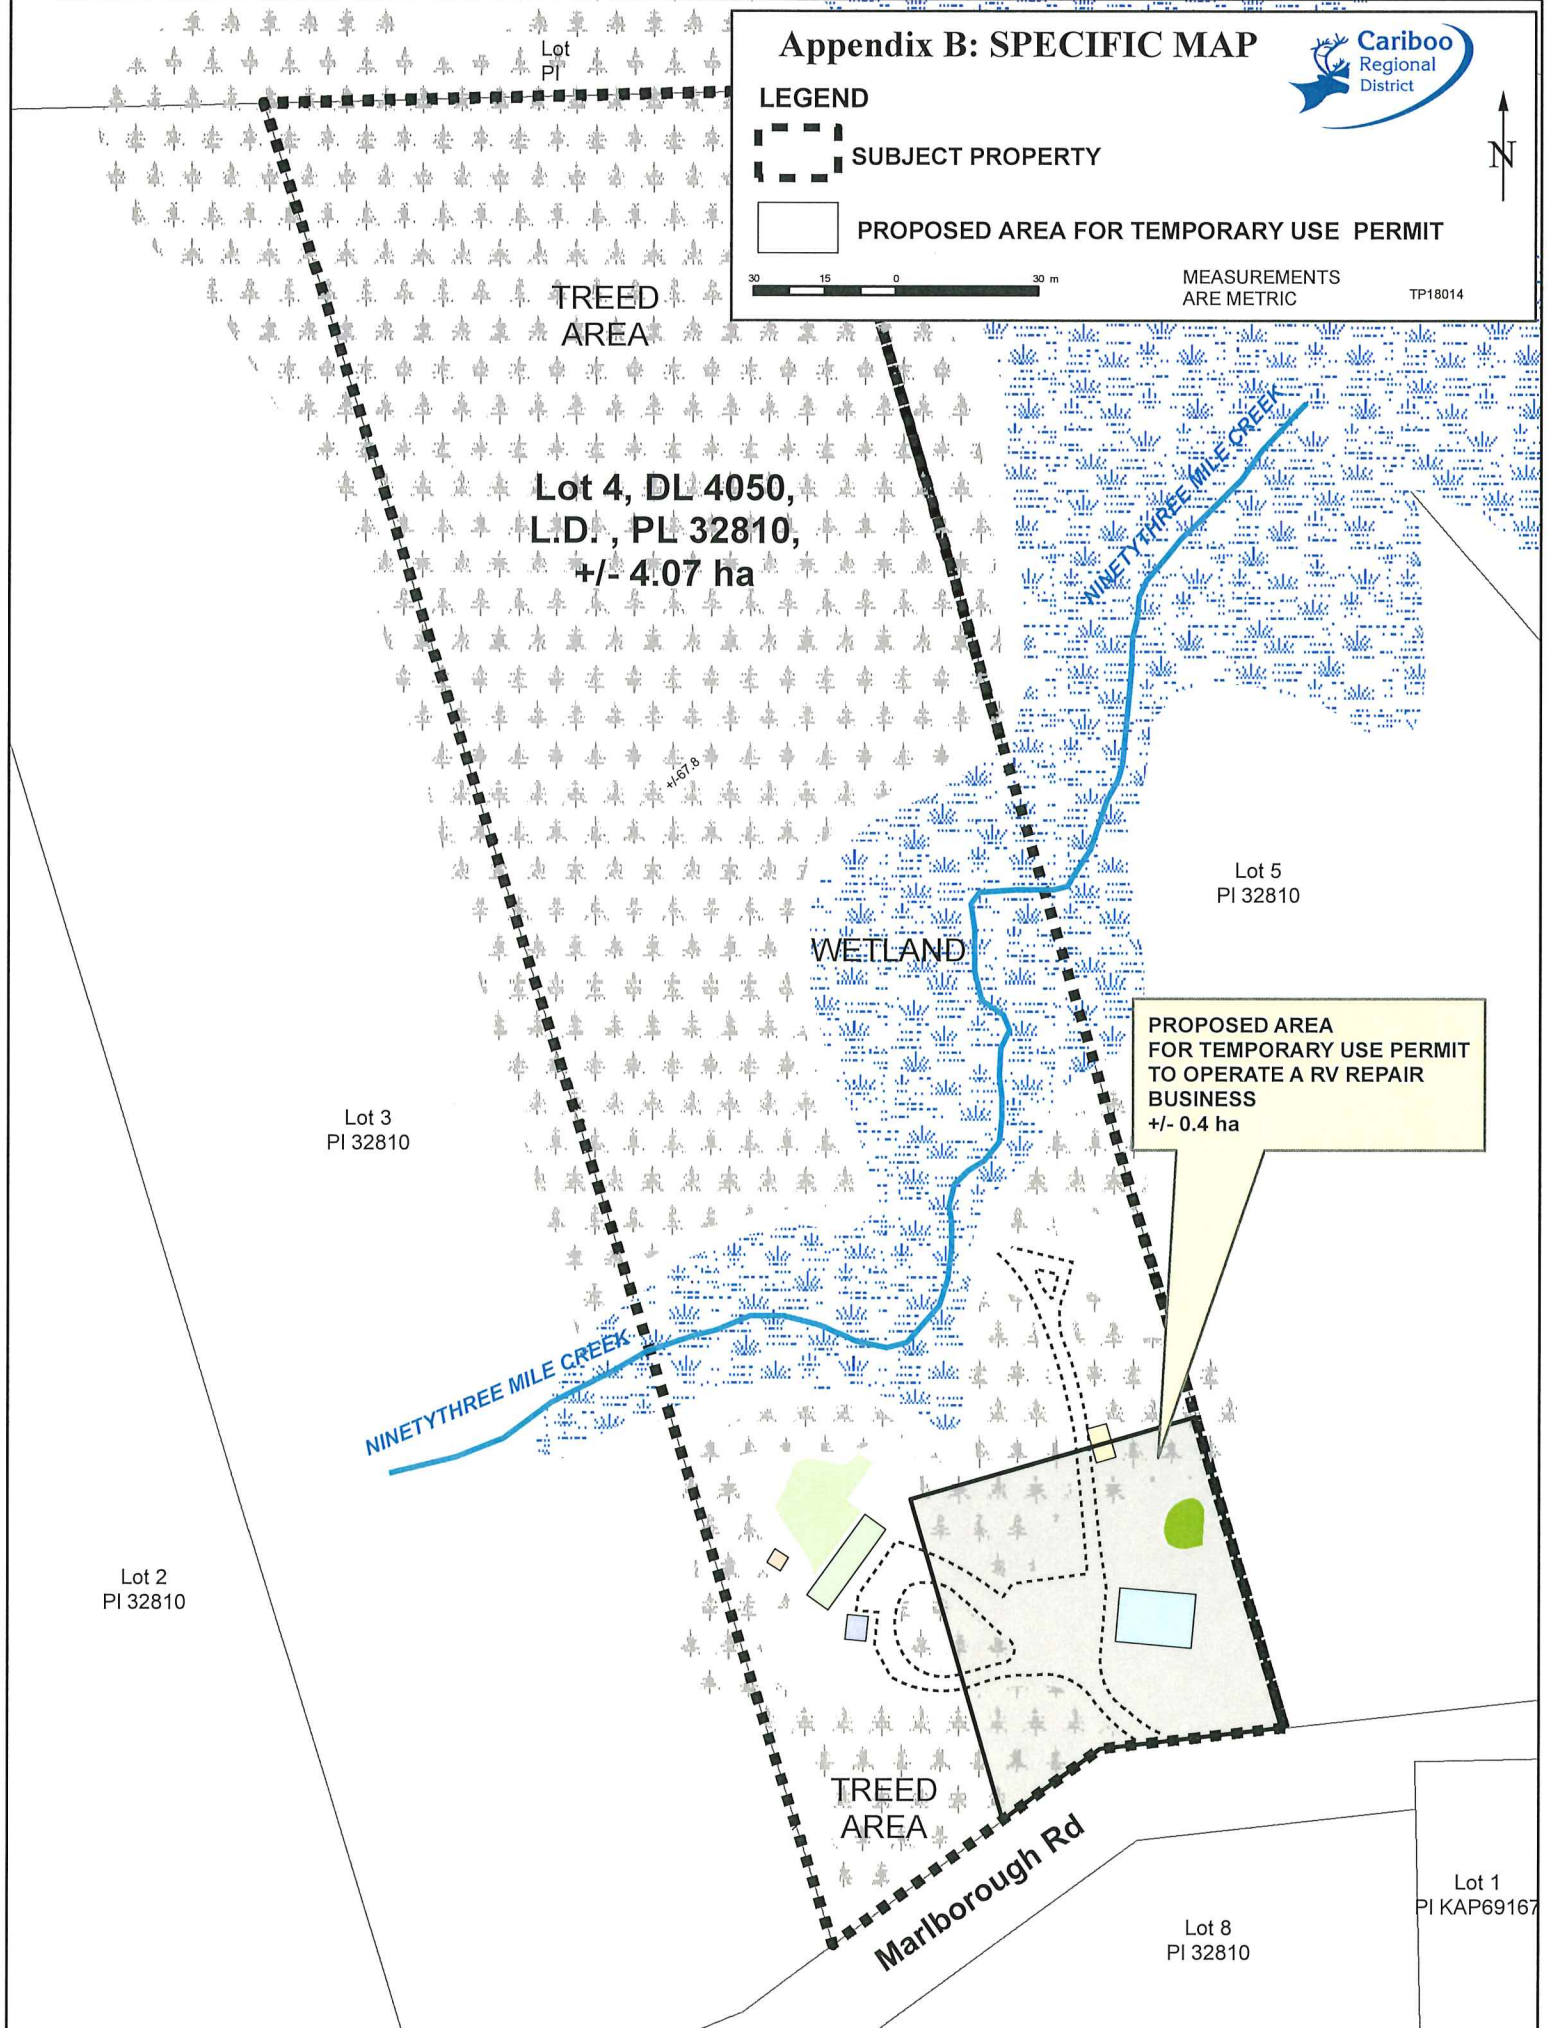 Appendix B: SPECIFIC MAP
Cariboo
Regional
District
LEGEND
SUBJECT PROPERTY
N
PROPOSED AREA FOR TEMPORARY USE PERMIT
30 15 0 30 m
MEASUREMENTS
ARE METRIC
TP18014
Lot
Pl
TREED
AREA
NINETYTHREE MILE CREEK
Lot 4, DL 4050,
L.D. , PL 32810,
+/- 4.07 ha
+/-67.8
Lot 5
Pl 32810
WETLAND
PROPOSED AREA
FOR TEMPORARY USE PERMIT
TO OPERATE A RV REPAIR
BUSINESS
+/- 0.4 ha
Lot 3
Pl 32810
NINETYTHREE MILE CREEK
Lot 2
Pl 32810
TREED
AREA
Marlborough Rd
Lot 1
Pl KAP69167
Lot 8
Pl 32810